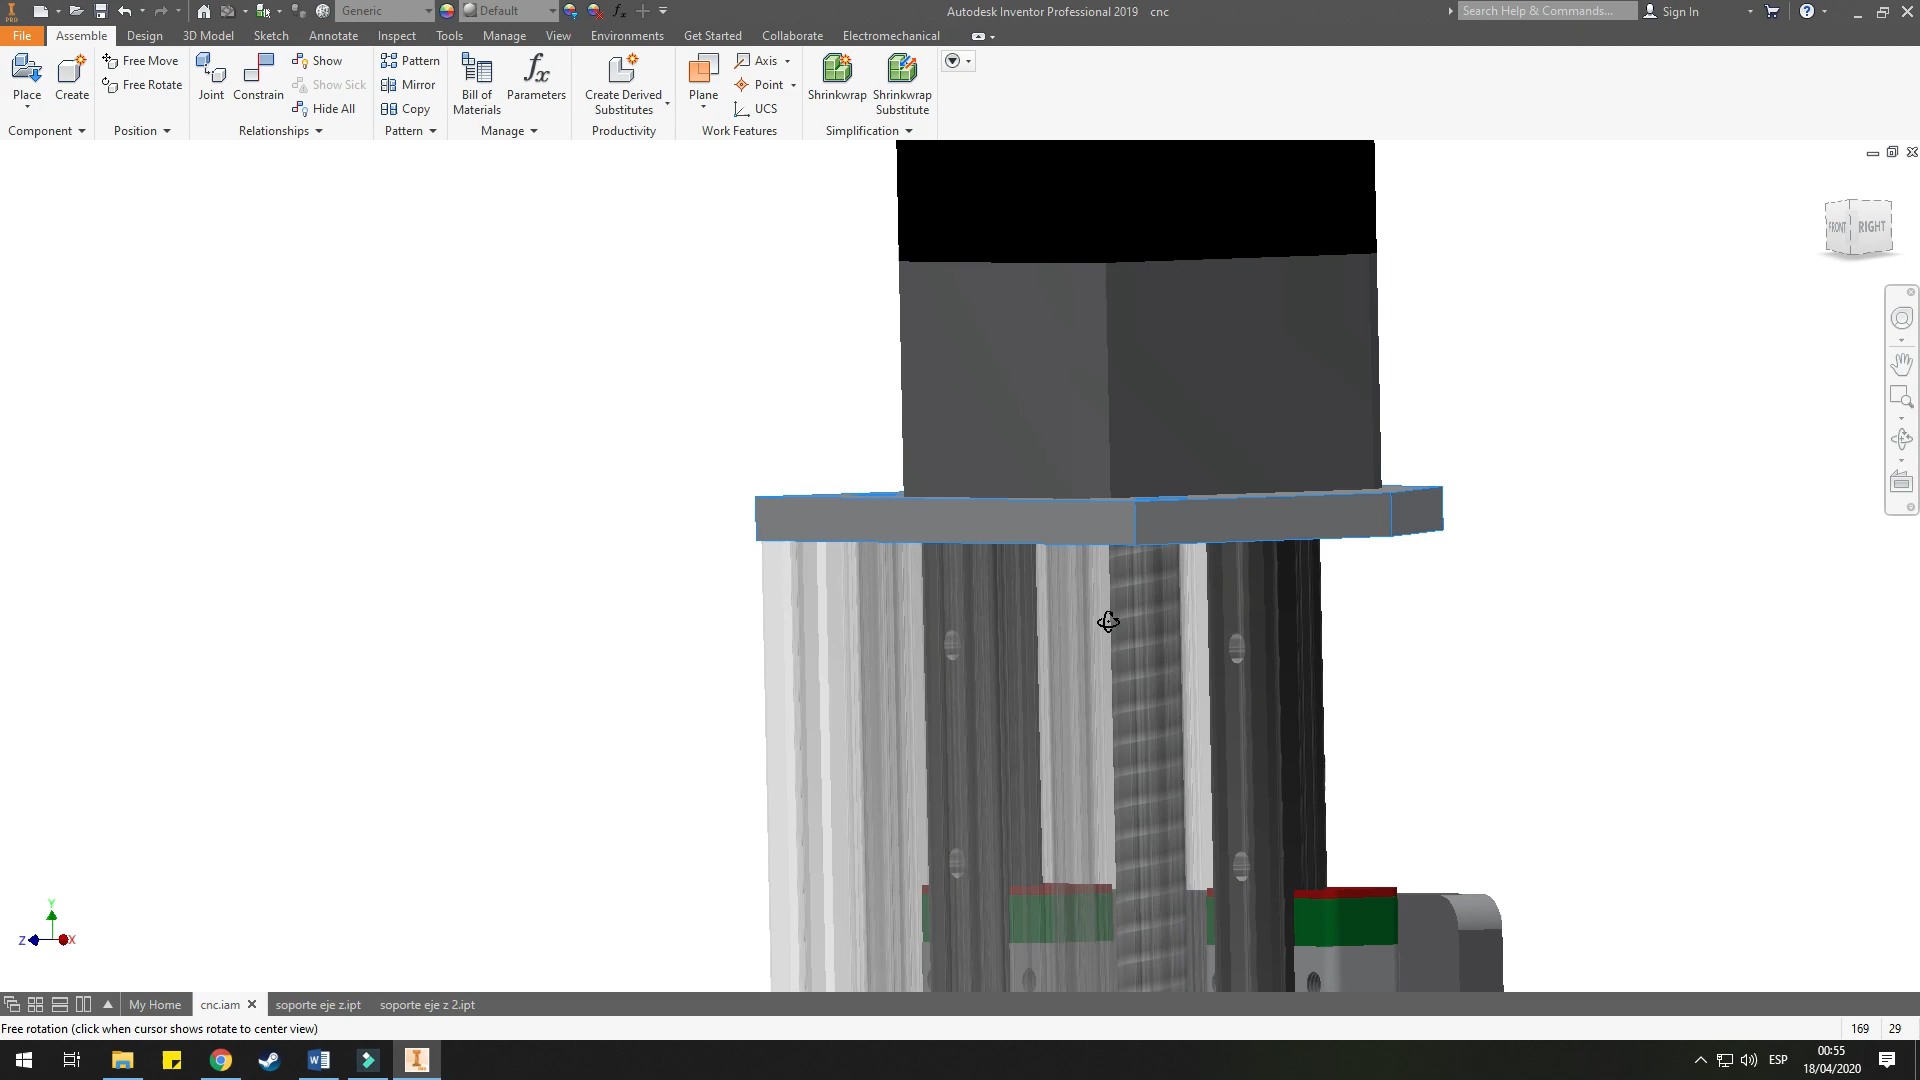 Generic
Default
Autodesk Inventor Professional 2019 cnc
Search Help & Commands...
Sign In
PRO
File
Assemble
Design
3D Model
Sketch
Annotate
Inspect
Tools
Manage
View
Environments
Get Started
Collaborate
Electromechanical
Place
Create
Free Move
Free Rotate
Joint
Constrain
Show
Show Sick
Hide All
Pattern
Mirror
Copy
Bill of
Materials
Parameters
Create Derived
Substitutes
Plane
Axis
Point
UCS
Shrinkwrap
Shrinkwrap
Substitute
Component
Position
Relationships
Pattern
Manage
Productivity
Work Features
Simplification
FRONT
RIGHT
Y
Z
X
My Home
cnc.iam
soporte eje z.ipt
soporte eje z 2.ipt
Free rotation (click when cursor shows rotate to center view)
169
29
ESP
00:55
18/04/2020